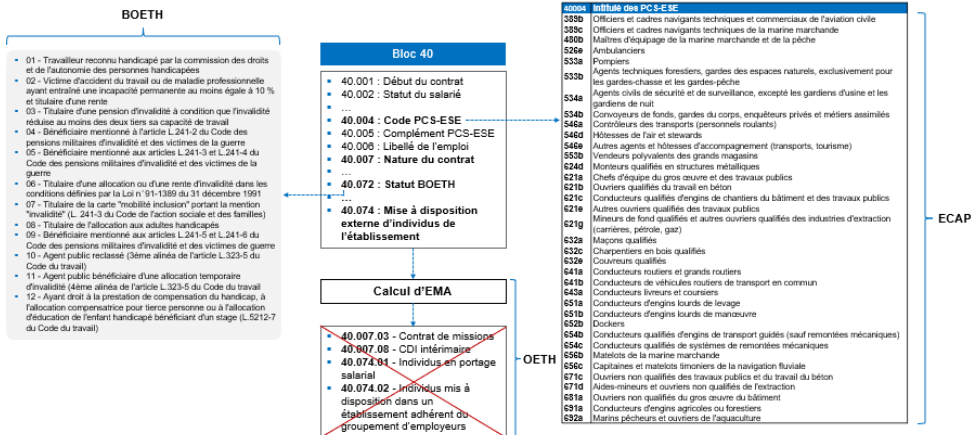 BOETH
01 - Travailleur reconnu handicapé par la commission des droits
et de l'autonomie des personnes handicapées
02 - Victime d'accident du travail ou de maladie professionnelle
ayant entraîné une incapacité permanente au moins égale à 10 %
et titulaire d'une rente
03 - Titulaire d'une pension d'invalidité à condition que l'invalidité
réduise au moins des deux tiers sa capacité de travail
04 - Bénéficiaire mentionné à l'article L.241-2 du Code des
pensions militaires d'invalidité et des victimes de la guerre
05 - Bénéficiaire mentionné aux articles L.241-3 et L.241-4 du
Code des pensions militaires d'invalidité et des victimes de la
guerre
06 - Titulaire d'une allocation ou d'une rente d'invalidité dans les
conditions définies par la Loi n°91-1389 du 31 décembre 1991
07 - Titulaire de la carte "mobilité inclusion" portant la mention
"invalidité" (L. 241-3 du Code de l'action sociale et des familles)
08 - Titulaire de l'allocation aux adultes handicapés
09 - Bénéficiaire mentionné aux articles L.241-5 et L.241-6 du
Code des pensions militaires d'invalidité et des victimes de guerre
10 - Agent public reclassé (3ème alinéa de l'article L.323-5 du
Code du travail)
11 - Agent public bénéficiaire d'une allocation temporaire
d'invalidité (4ème alinéa de l'article L.323-5 du Code du travail
12 - Ayant droit à la prestation de compensation du handicap, à
l'allocation compensatrice pour tierce personne ou à l'allocation
d'éducation de l'enfant handicapé bénéficiant d'un stage (L.5212-7
du Code du travail)
Bloc 40
40.001 : Début du contrat
40.002 : Statut du salarié
...
40.004 : Code PCS-ESE
40.005 : Complément PCS-ESE
40.006 : Libellé de l'emploi
40.007 : Nature du contrat
...
40.072 : Statut BOETH
...
40.074 : Mise à disposition
externe d'individus de
l'établissement
Calcul d'EMA
40.007.03 - Contrat de missions
40.007.08 - CDI intérimaire
40.074.01 - Individus en portage
salarial
40.074.02 - Individus mis à
disposition dans un
établissement adhérent du
groupement d'employeurs
OETH
40004 Intitulé des PCS-ESE
389b Officiers et cadres navigants techniques et commerciaux de l'aviation civile
389c Officiers et cadres navigants techniques de la marine marchande
480b Maîtres d'équipage de la marine marchande et de la pêche
526e Ambulanciers
533a Pompiers
533b Agents techniques forestiers, gardes des espaces naturels, exclusivement pour
les gardes-chasse et les gardes-pêche
534a Agents civils de sécurité et de surveillance, excepté les gardiens d'usine et les
gardiens de nuit
534b Convoyeurs de fonds, gardes du corps, enquêteurs privés et métiers assimilés
546a Contrôleurs des transports (personnels roulants)
546d Hôtesses de l'air et stewards
546e Autres agents et hôtesses d'accompagnement (transports, tourisme)
553b Vendeurs polyvalents des grands magasins
624d Monteurs qualifiés en structures métalliques
621a Chefs d'équipe du gros œuvre et des travaux publics
621b Ouvriers qualifiés du travail en béton
621c Conducteurs qualifiés d'engins de chantiers du bâtiment et des travaux publics
621e Autres ouvriers qualifiés des travaux publics
621g Mineurs de fond qualifiés et autres ouvriers qualifiés des industries d'extraction
(carrières, pétrole, gaz)
632a Maçons qualifiés
632c Charpentiers en bois qualifiés
632e Couvreurs qualifiés
641a Conducteurs routiers et grands routiers
641b Conducteurs de véhicules routiers de transport en commun
643a Conducteurs livreurs et coursiers
651a Conducteurs d'engins lourds de levage
651b Conducteurs d'engins lourds de manœuvre
652b Dockers
654b Conducteurs qualifiés d'engins de transport guidés (sauf remontées mécaniques)
654c Conducteurs qualifiés de systèmes de remontées mécaniques
656b Matelots de la marine marchande
656c Capitaines et matelots timoniers de la navigation fluviale
671c Ouvriers non qualifiés des travaux publics et du travail du béton
671d Aides-mineurs et ouvriers non qualifiés de l'extraction
681a Ouvriers non qualifiés du gros œuvre du bâtiment
691a Conducteurs d'engins agricoles ou forestiers
692a Marins pêcheurs et ouvriers de l'aquaculture
ECAP